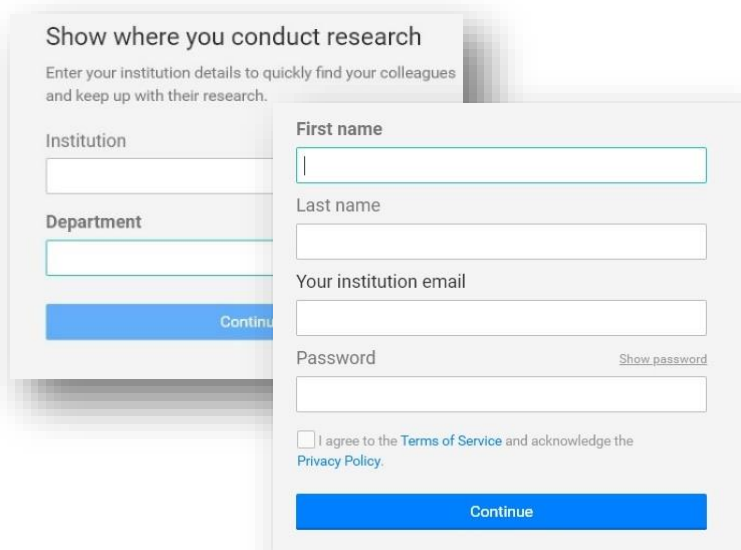 Show where you conduct research
Enter your institution details to quickly find your colleagues
and keep up with their research.
Institution
Department
Continu
First name
Last name
Your institution email
Password
Show password
I agree to the Terms of Service and acknowledge the
Privacy Policy.
Continue